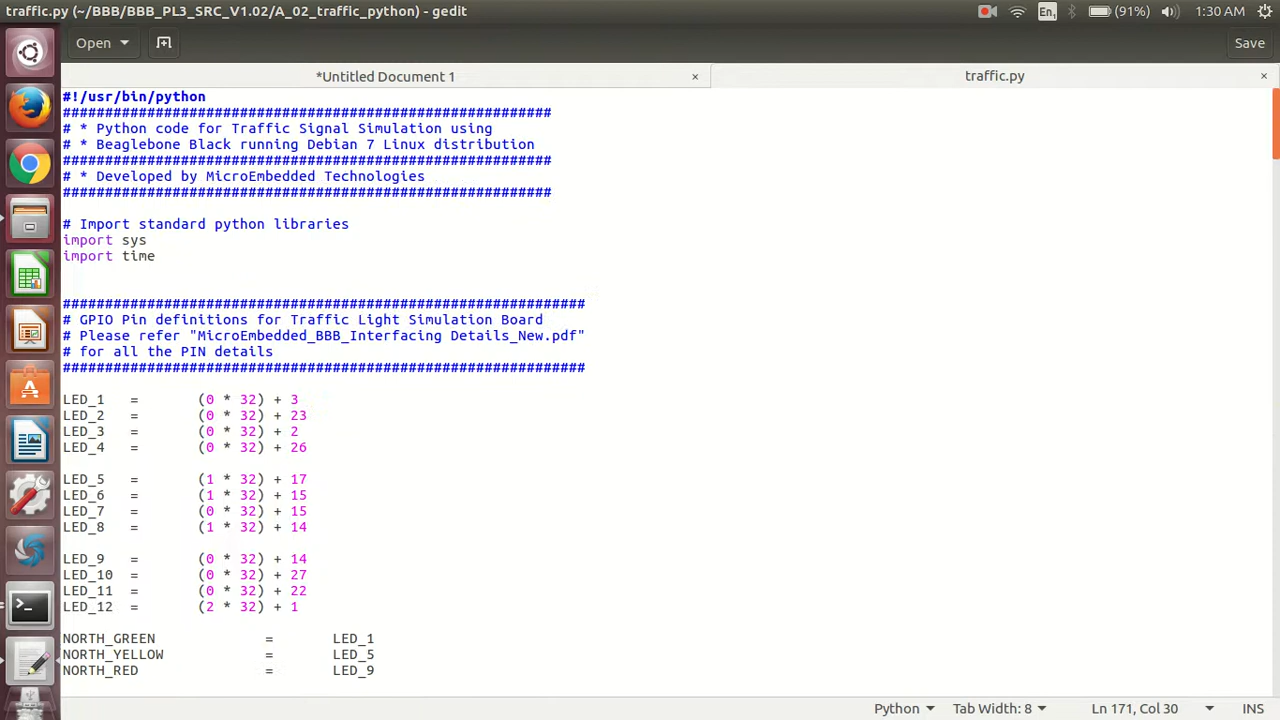 traffic.py (~/BBB/BBB_PL3_SRC_V1.02/A_02_traffic_python) - gedit
En1
(91%)
1:30 AM
Open
Save
*Untitled Document 1 ×
traffic.py ×
#!/usr/bin/python
##########################################################
# * Python code for Traffic Signal Simulation using
# * Beaglebone Black running Debian 7 Linux distribution
##########################################################
# * Developed by MicroEmbedded Technologies
##########################################################
# Import standard python libraries
import sys
import time
##############################################################
# GPIO Pin definitions for Traffic Light Simulation Board
# Please refer "MicroEmbedded_BBB_Interfacing Details_New.pdf"
# for all the PIN details
##############################################################
LED_1 = (0 * 32) + 3
LED_2 = (0 * 32) + 23
LED_3 = (0 * 32) + 2
LED_4 = (0 * 32) + 26
LED_5 = (1 * 32) + 17
LED_6 = (1 * 32) + 15
LED_7 = (0 * 32) + 15
LED_8 = (1 * 32) + 14
LED_9 = (0 * 32) + 14
LED_10 = (0 * 32) + 27
LED_11 = (0 * 32) + 22
LED_12 = (2 * 32) + 1
NORTH_GREEN = LED_1
NORTH_YELLOW = LED_5
NORTH_RED = LED_9
Python
Tab Width: 8
Ln 171, Col 30
INS